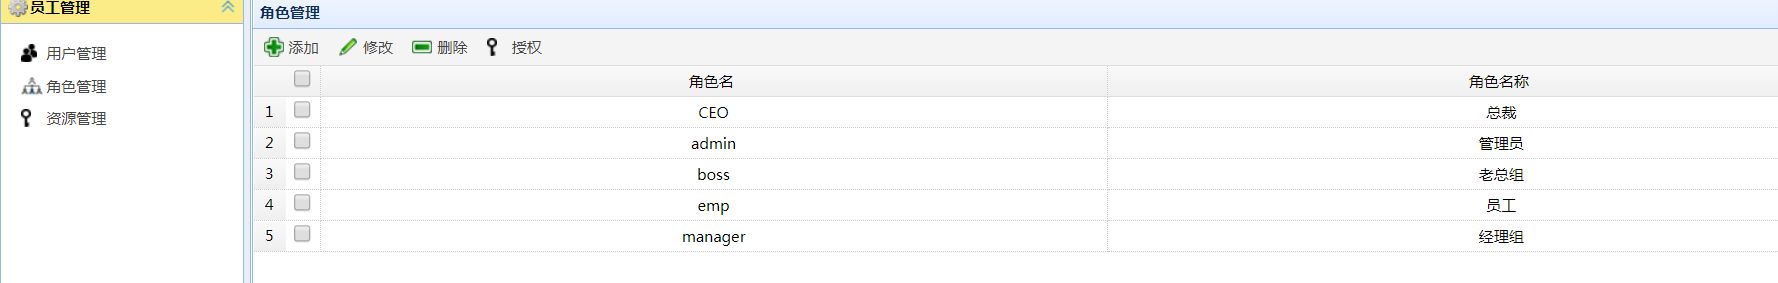 员工管理
用户管理
角色管理
资源管理
角色管理
添加 修改 删除 授权
角色名 角色名称
1 CEO 总裁
2 admin 管理员
3 boss 老总组
4 emp 员工
5 manager 经理组